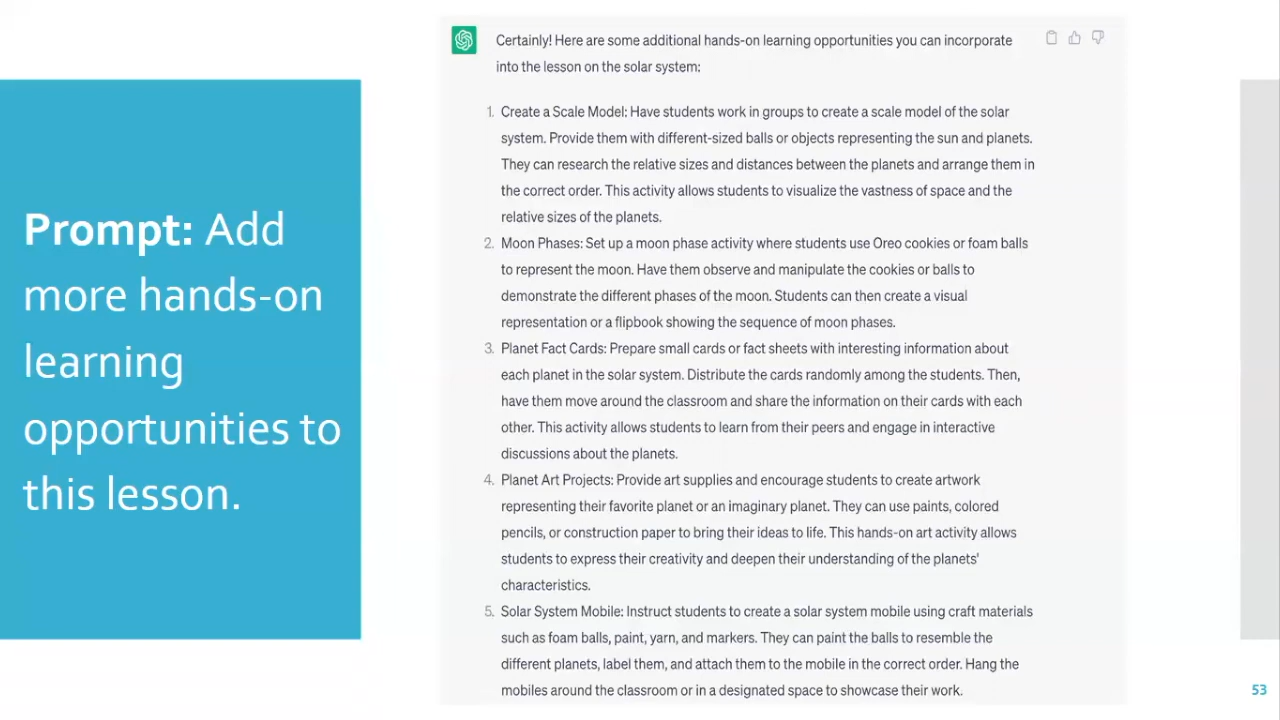 Prompt: Add
more hands-on
learning
opportunities to
this lesson.
Certainly! Here are some additional hands-on learning opportunities you can incorporate
into the lesson on the solar system:
1. Create a Scale Model: Have students work in groups to create a scale model of the solar
system. Provide them with different-sized balls or objects representing the sun and planets.
They can research the relative sizes and distances between the planets and arrange them in
the correct order. This activity allows students to visualize the vastness of space and the
relative sizes of the planets.
2. Moon Phases: Set up a moon phase activity where students use Oreo cookies or foam balls
to represent the moon. Have them observe and manipulate the cookies or balls to
demonstrate the different phases of the moon. Students can then create a visual
representation or a flipbook showing the sequence of moon phases.
3. Planet Fact Cards: Prepare small cards or fact sheets with interesting information about
each planet in the solar system. Distribute the cards randomly among the students. Then,
have them move around the classroom and share the information on their cards with each
other. This activity allows students to learn from their peers and engage in interactive
discussions about the planets.
4. Planet Art Projects: Provide art supplies and encourage students to create artwork
representing their favorite planet or an imaginary planet. They can use paints, colored
pencils, or construction paper to bring their ideas to life. This hands-on art activity allows
students to express their creativity and deepen their understanding of the planets'
characteristics.
5. Solar System Mobile: Instruct students to create a solar system mobile using craft materials
such as foam balls, paint, yarn, and markers. They can paint the balls to resemble the
different planets, label them, and attach them to the mobile in the correct order. Hang the
mobiles around the classroom or in a designated space to showcase their work.
53